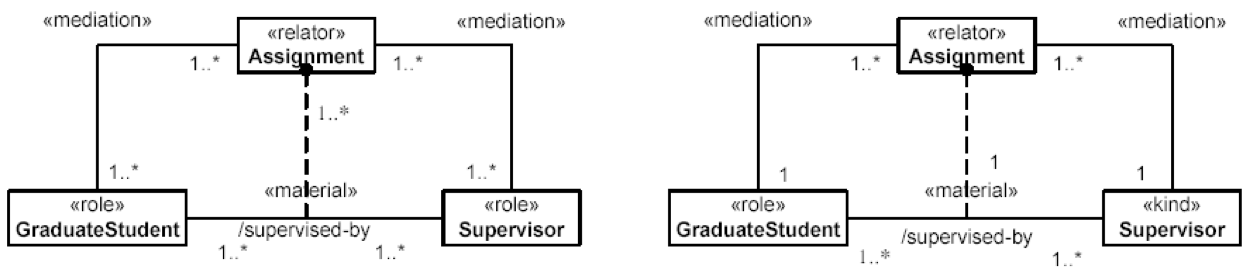 «mediation»
«relator»
Assignment
«mediation»
1..*
1..*
1..*
1..*
1..*
«role»
GraduateStudent
«material»
/supervised-by
«role»
Supervisor
1..*
1..*
«mediation»
«relator»
Assignment
«mediation»
1..*
1..*
1
1
1
«role»
GraduateStudent
«material»
/supervised-by
«kind»
Supervisor
1..*
1..*